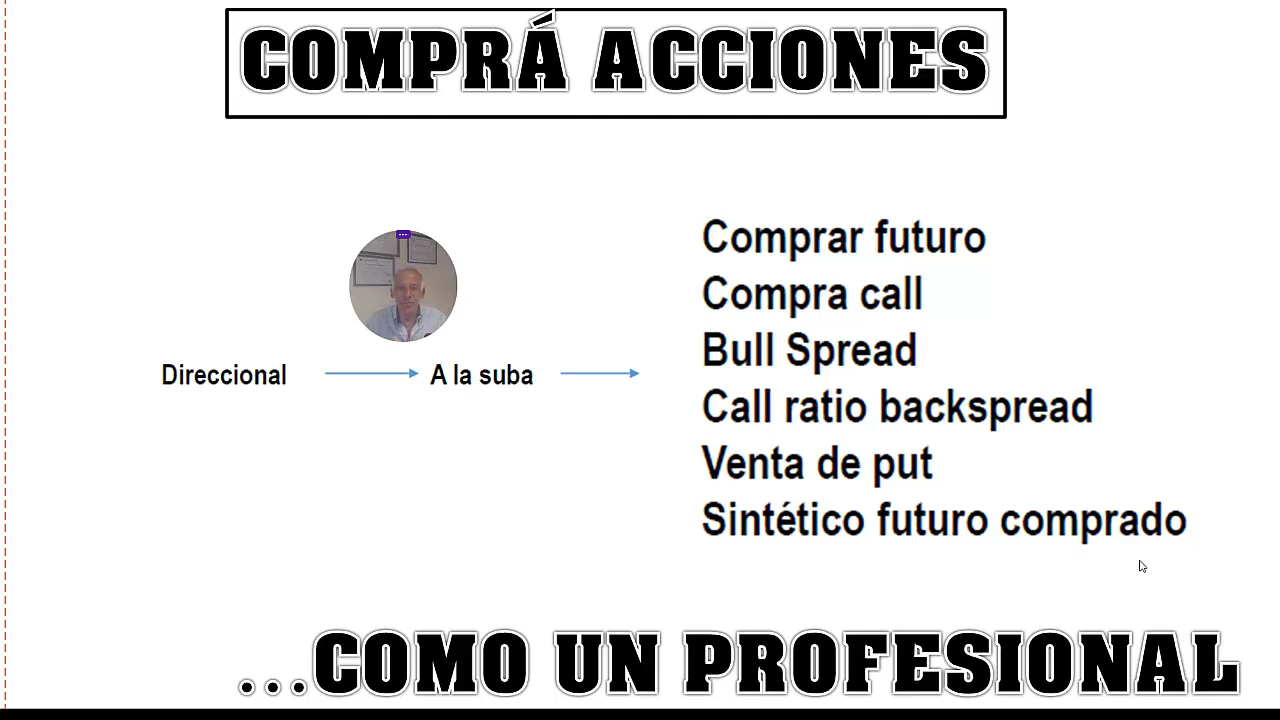 COMPRÁ ACCIONES
Direccional
A la suba
Comprar futuro
Compra call
Bull Spread
Call ratio backspread
Venta de put
Sintético futuro comprado
...COMO UN PROFESIONAL